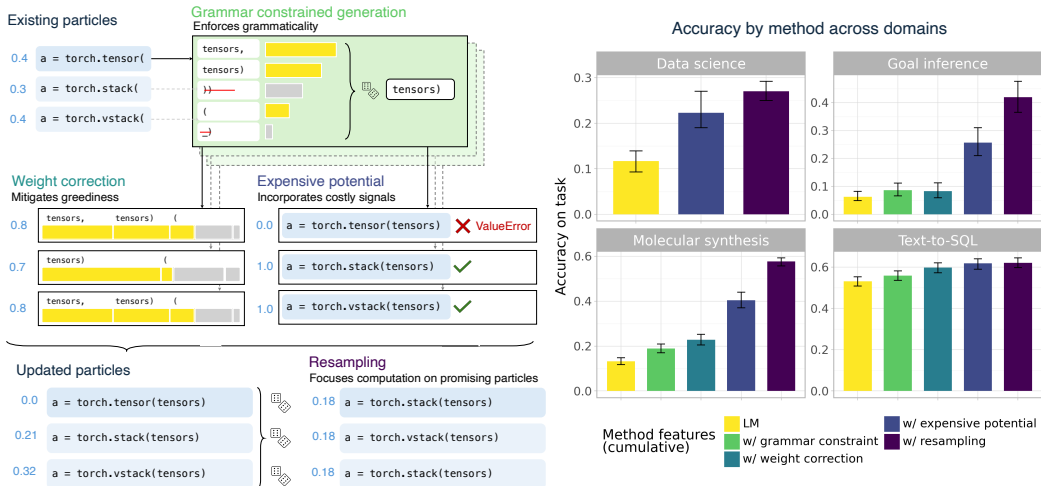 Existing particles
0.4 a = torch.tensor(
0.3 a = torch.stack(
0.4 a = torch.vstack(
Grammar constrained generation
Enforces grammaticality
tensors,
tensors)
))
(
_)
tensors)
Weight correction
Mitigates greediness
0.8 tensors, tensors) (
0.7 tensors, (
0.8 tensors, tensors) (
Expensive potential
Incorporates costly signals
0.0 a = torch.tensor(tensors) ValueError
1.0 a = torch.stack(tensors)
1.0 a = torch.vstack(tensors)
Updated particles
0.0 a = torch.tensor(tensors)
0.21 a = torch.stack(tensors)
0.32 a = torch.vstack(tensors)
Resampling
Focuses computation on promising particles
0.18 a = torch.stack(tensors)
0.18 a = torch.vstack(tensors)
0.18 a = torch.stack(tensors)
Accuracy by method across domains
Accuracy on task
Data science
0.3
0.2
0.1
0.0
Goal inference
0.4
0.3
0.2
0.1
0.0
Molecular synthesis
0.6
0.4
0.2
0.0
Text-to-SQL
0.6
0.4
0.2
0.0
Method features
(cumulative)
LM
w/ grammar constraint
w/ weight correction
w/ expensive potential
w/ resampling